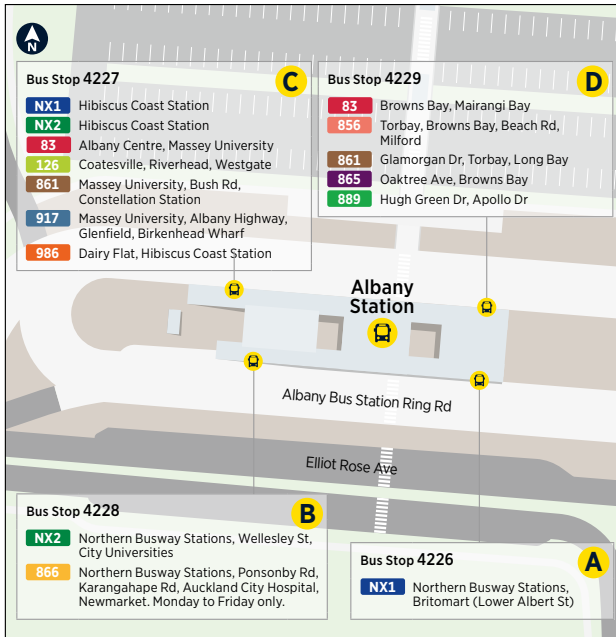 N
Bus Stop 4227
C
NX1 Hibiscus Coast Station
NX2 Hibiscus Coast Station
83 Albany Centre, Massey University
126 Coatesville, Riverhead, Westgate
861 Massey University, Bush Rd,
Constellation Station
917 Massey University, Albany Highway,
Glenfield, Birkenhead Wharf
986 Dairy Flat, Hibiscus Coast Station
Bus Stop 4229
D
83 Browns Bay, Mairangi Bay
856 Torbay, Browns Bay, Beach Rd,
Milford
861 Glamorgan Dr, Torbay, Long Bay
865 Oaktree Ave, Browns Bay
889 Hugh Green Dr, Apollo Dr
Albany
Station
Albany Bus Station Ring Rd
Elliot Rose Ave
Bus Stop 4228
B
NX2 Northern Busway Stations, Wellesley St,
City Universities
866 Northern Busway Stations, Ponsonby Rd,
Karangahape Rd, Auckland City Hospital,
Newmarket. Monday to Friday only.
Bus Stop 4226
A
NX1 Northern Busway Stations,
Britomart (Lower Albert St)